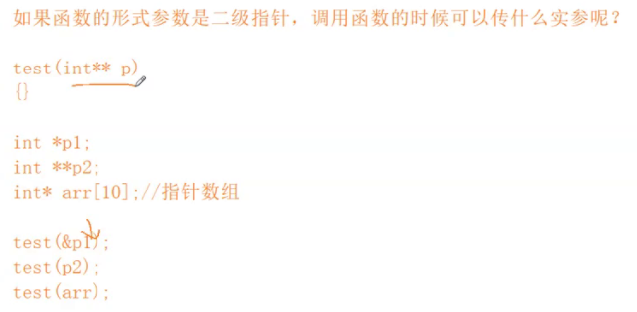 如果函数的形式参数是二级指针，调用函数的时候可以传什么实参呢？
test(int** p)
{}
int *p1;
int **p2;
int* arr[10];//指针数组
test(&p1);
test(p2);
test(arr);